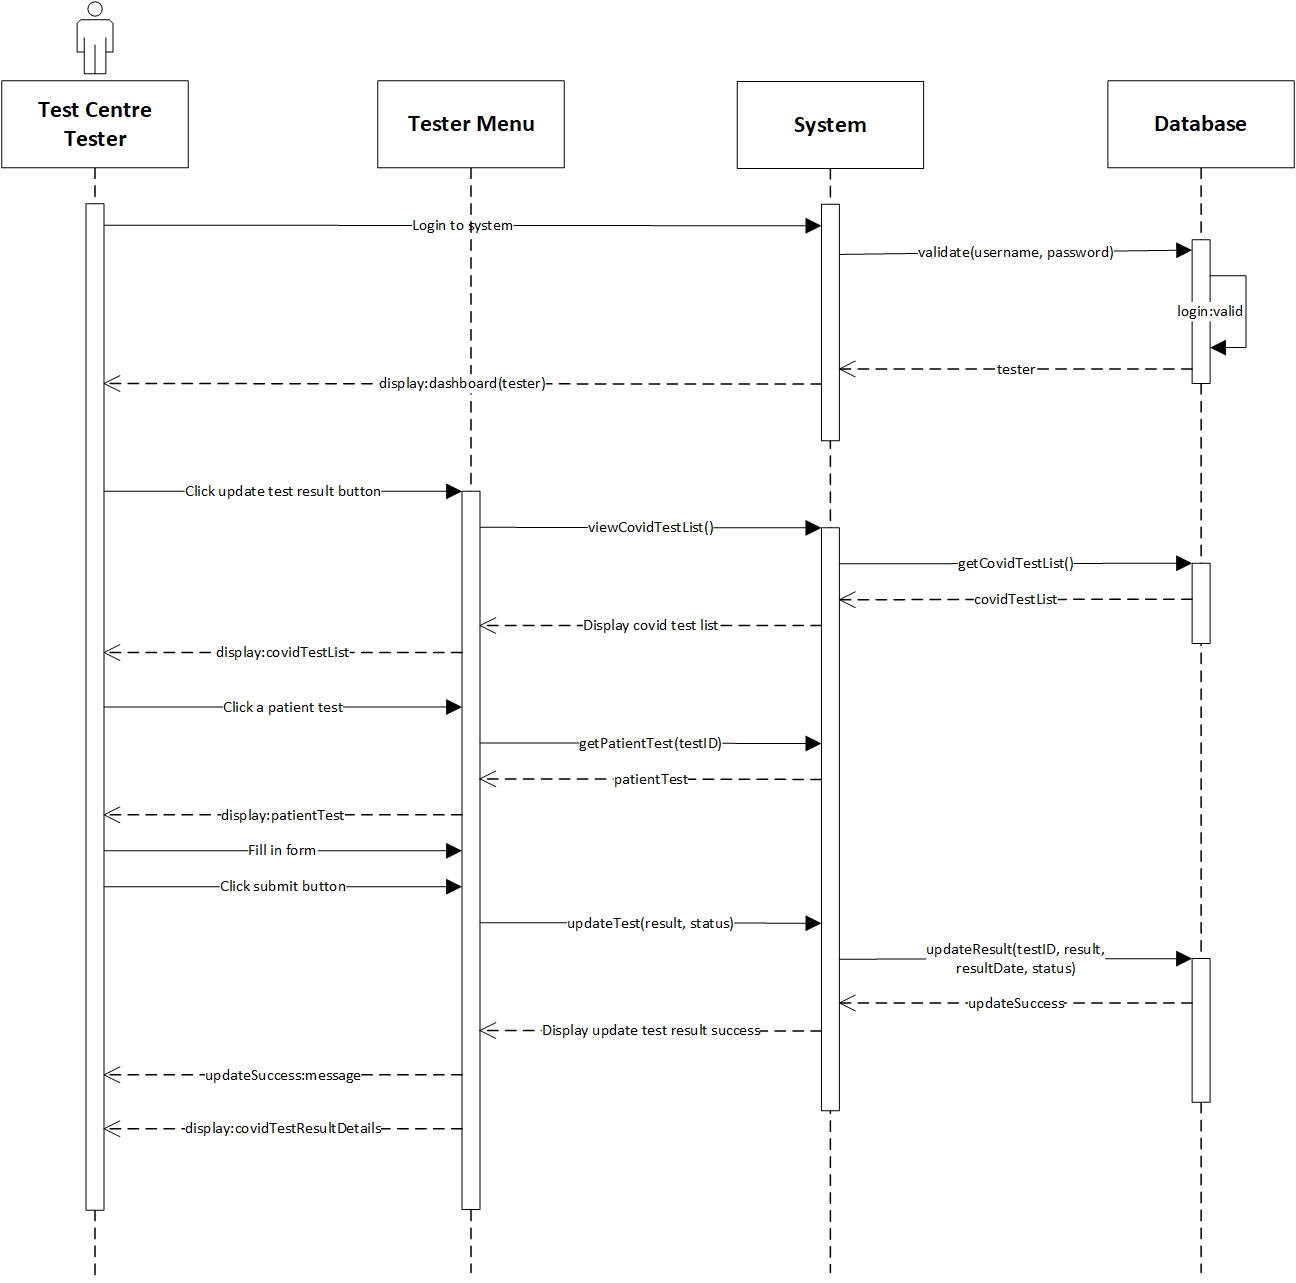 Test Centre
Tester
Tester Menu
System
Database
Login to system
validate(username, password)
login:valid
tester
display:dashboard(tester)
Click update test result button
viewCovidTestList()
getCovidTestList()
covidTestList
Display covid test list
display:covidTestList
Click a patient test
getPatientTest(testID)
patientTest
display:patientTest
Fill in form
Click submit button
updateTest(result, status)
updateResult(testID, result,
resultDate, status)
updateSuccess
Display update test result success
updateSuccess:message
display:covidTestResultDetails